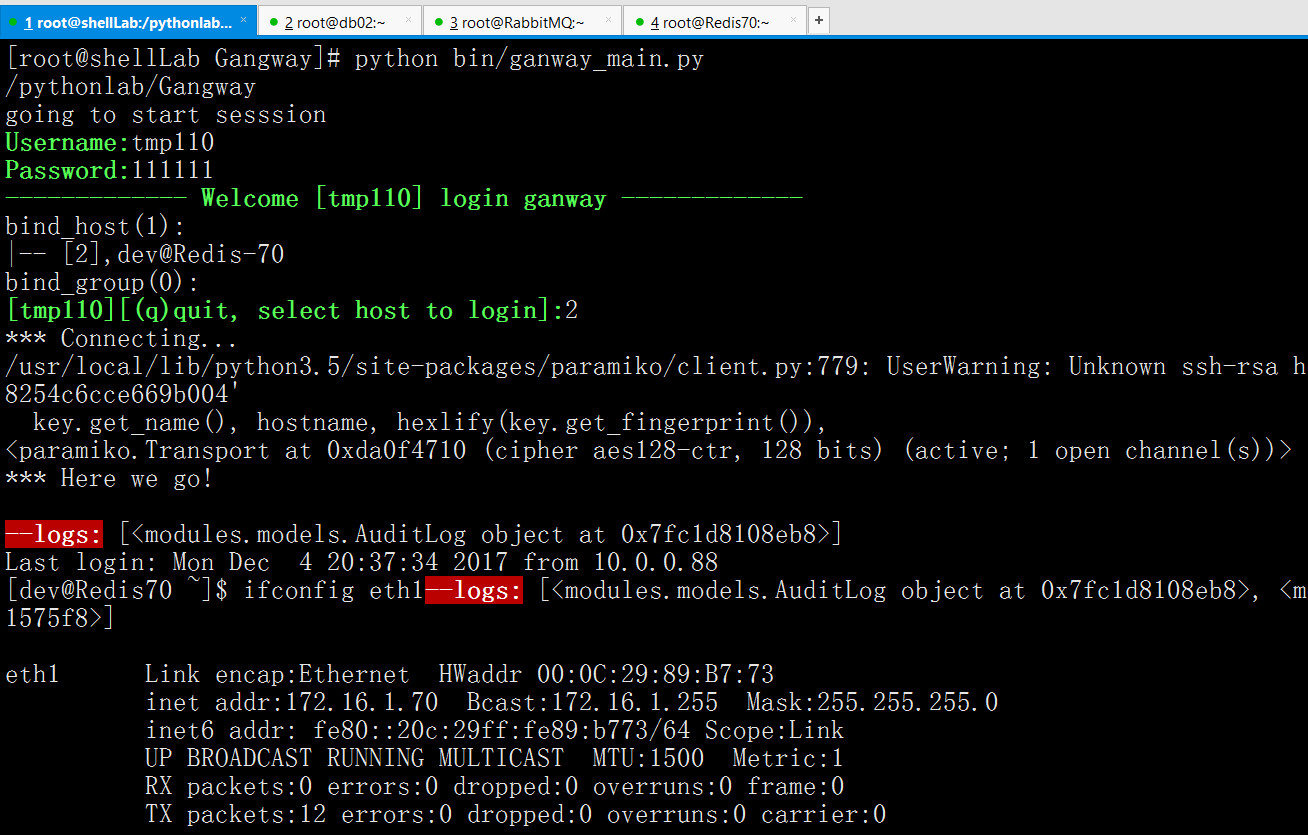 1 root@shellLab:/pythonlab... × 2 root@db02:~ × 3 root@RabbitMQ:~ × 4 root@Redis70:~ × +
[root@shellLab Gangway]# python bin/ganway_main.py
/pythonlab/Gangway
going to start sesssion
Username:tmp110
Password:111111
------------- Welcome [tmp110] login ganway -------------
bind_host(1):
|-- [2],dev@Redis-70
bind_group(0):
[tmp110][(q)quit, select host to login]:2
*** Connecting...
/usr/local/lib/python3.5/site-packages/paramiko/client.py:779: UserWarning: Unknown ssh-rsa h
8254c6cce669b004'
  key.get_name(), hostname, hexlify(key.get_fingerprint()),
<paramiko.Transport at 0xda0f4710 (cipher aes128-ctr, 128 bits) (active; 1 open channel(s))>
*** Here we go!
--logs: [<modules.models.AuditLog object at 0x7fc1d8108eb8>]
Last login: Mon Dec  4 20:37:34 2017 from 10.0.0.88
[dev@Redis70 ~]$ ifconfig eth1--logs: [<modules.models.AuditLog object at 0x7fc1d8108eb8>, <m
1575f8>]
eth1      Link encap:Ethernet  HWaddr 00:0C:29:89:B7:73
          inet addr:172.16.1.70  Bcast:172.16.1.255  Mask:255.255.255.0
          inet6 addr: fe80::20c:29ff:fe89:b773/64 Scope:Link
          UP BROADCAST RUNNING MULTICAST  MTU:1500  Metric:1
          RX packets:0 errors:0 dropped:0 overruns:0 frame:0
          TX packets:12 errors:0 dropped:0 overruns:0 carrier:0